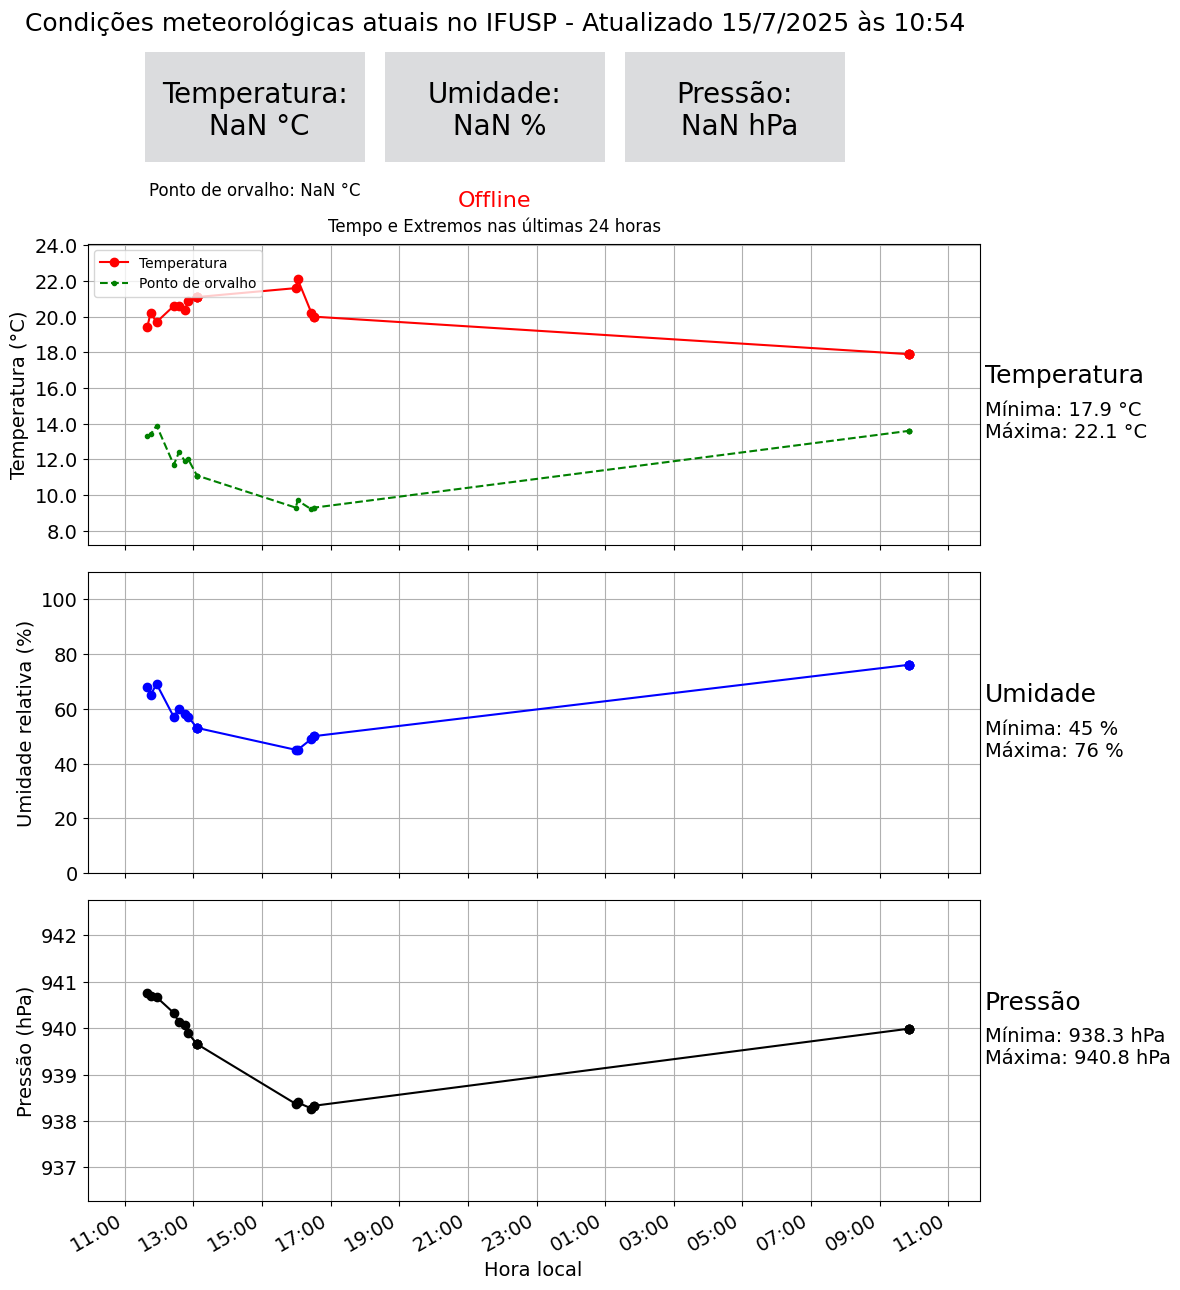 Condições meteorológicas atuais no IFUSP - Atualizado 15/7/2025 às 10:54
Temperatura:
NaN °C
Umidade:
NaN %
Pressão:
NaN hPa
Ponto de orvalho: NaN °C
Offline
Tempo e Extremos nas últimas 24 horas
Temperatura
Ponto de orvalho
Temperatura (°C)
24.0
22.0
20.0
18.0
16.0
14.0
12.0
10.0
8.0
Temperatura
Mínima: 17.9 °C
Máxima: 22.1 °C
Umidade relativa (%)
100
80
60
40
20
0
Umidade
Mínima: 45 %
Máxima: 76 %
Pressão (hPa)
942
941
940
939
938
937
Pressão
Mínima: 938.3 hPa
Máxima: 940.8 hPa
11:00 13:00 15:00 17:00 19:00 21:00 23:00 01:00 03:00 05:00 07:00 09:00 11:00
Hora local